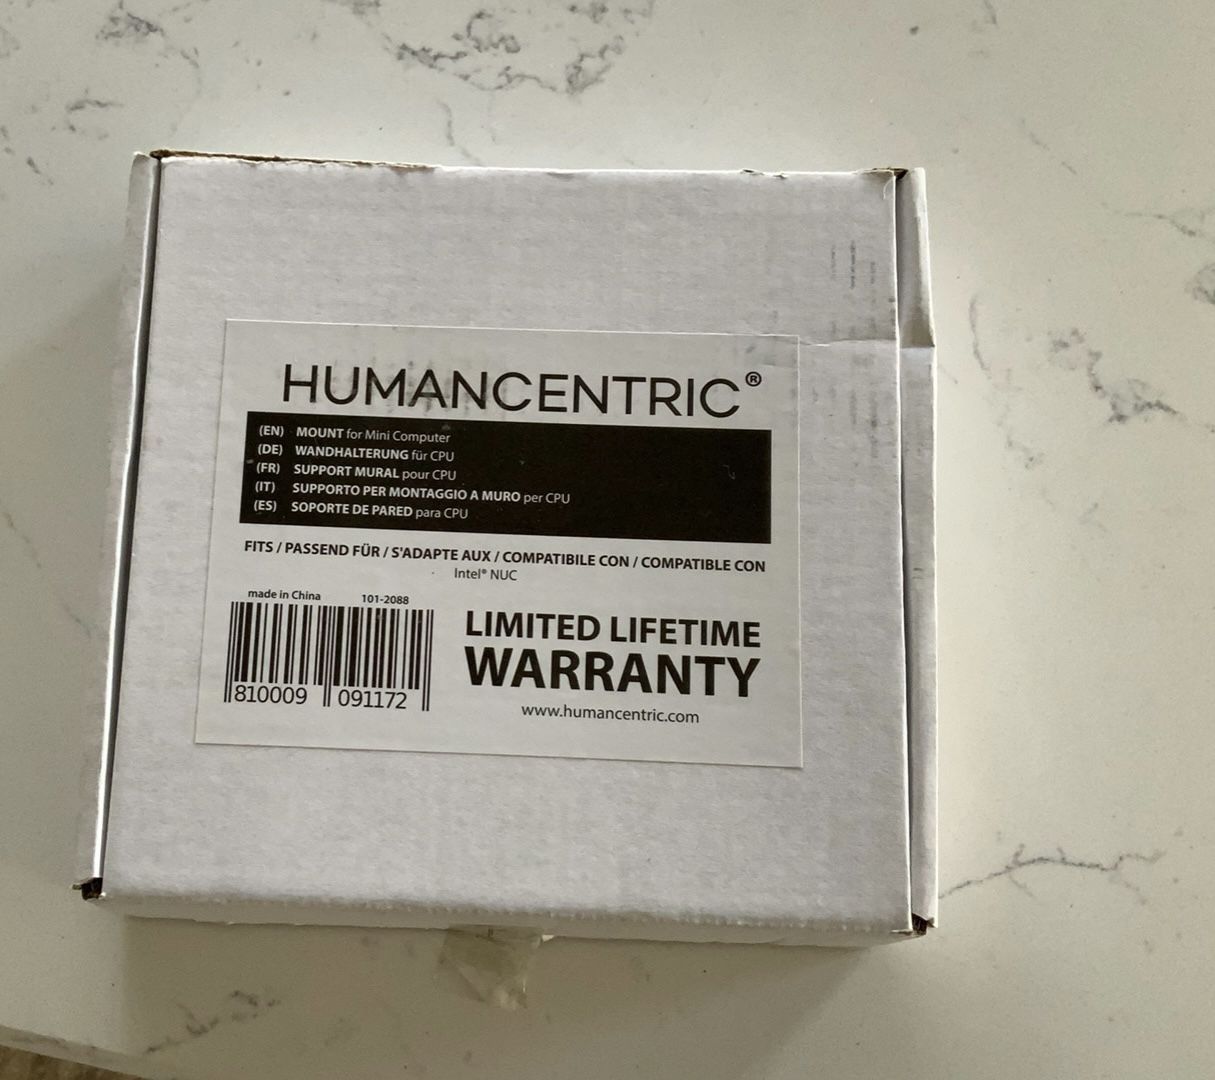 HUMANCENTRIC®
(EN) MOUNT for Mini Computer
(DE) WANDHALTERUNG für CPU
(FR) SUPPORT MURAL pour CPU
(IT) SUPPORTO PER MONTAGGIO A MURO per CPU
(ES) SOPORTE DE PARED para CPU
FITS / PASSEND FÜR / S'ADAPTE AUX / COMPATIBILE CON / COMPATIBLE CON
Intel® NUC
made in China 101-2088
810009 091172
LIMITED LIFETIME
WARRANTY
www.humancentric.com